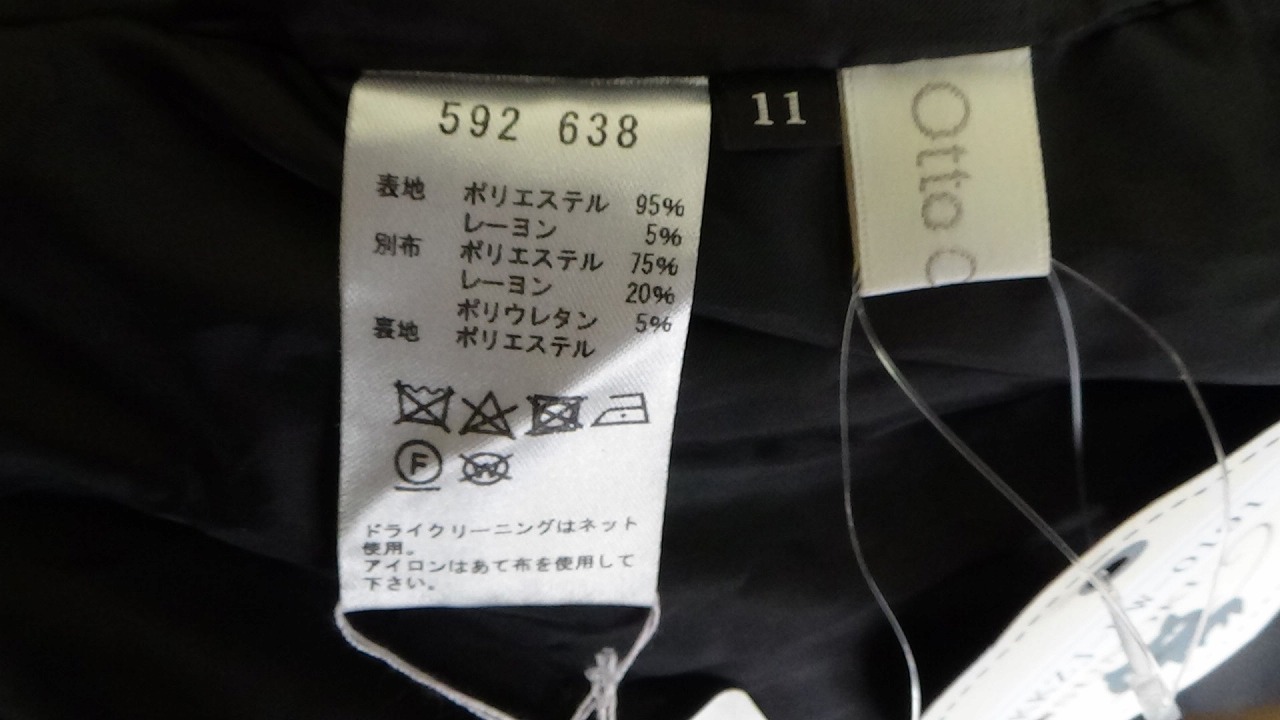 592 638
表地 ポリエステル 95%
レーヨン 5%
別布 ポリエステル 75%
レーヨン 20%
ポリウレタン 5%
裏地 ポリエステル
F
W
ドライクリーニングはネット
使用。
アイロンはあて布を使用して
下さい。
11
Otto